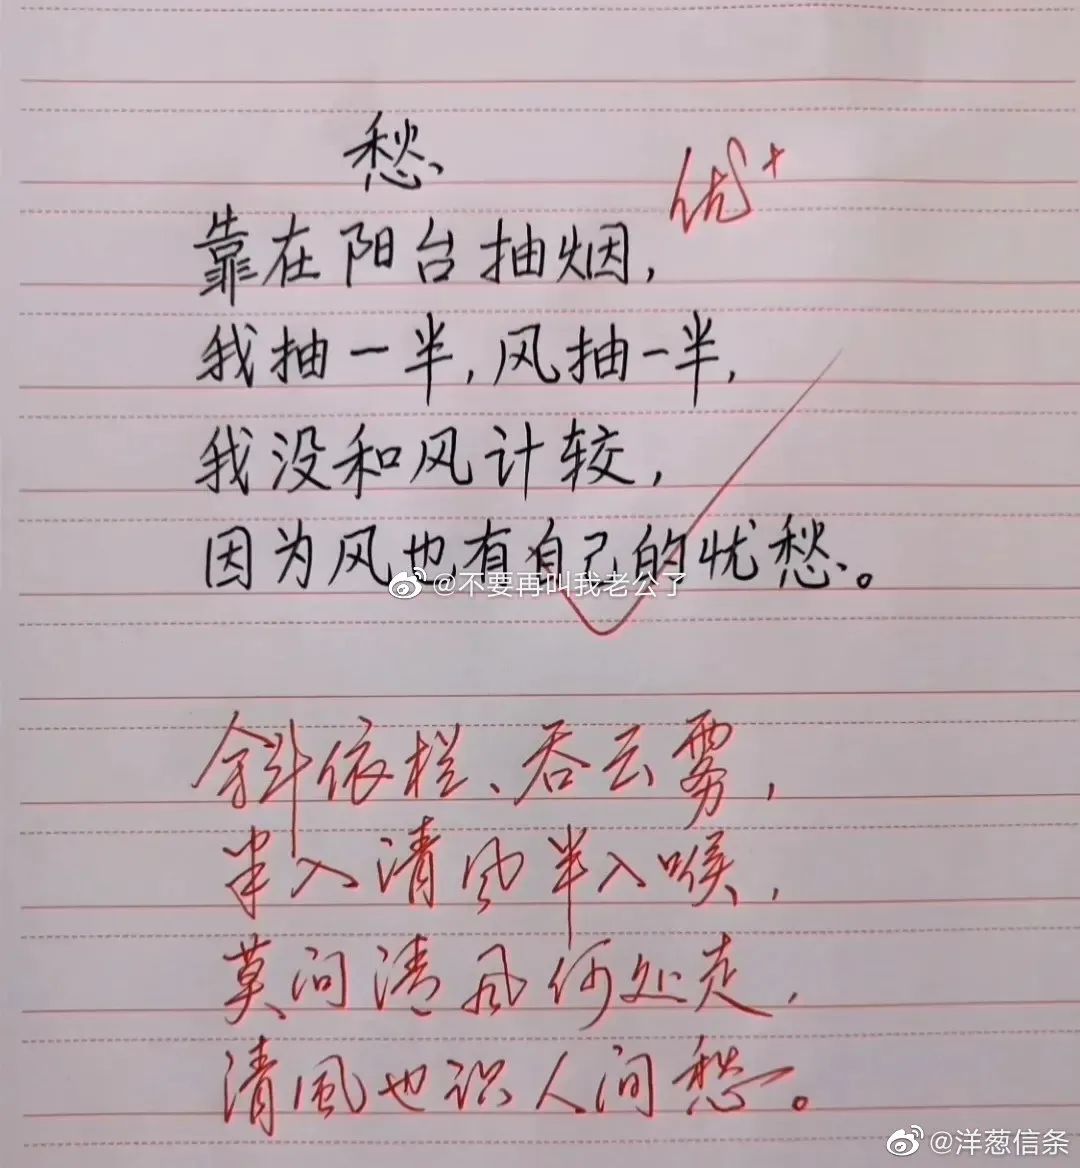 愁
优+
靠在阳台抽烟，
我抽一半，风抽一半，
我没和风计较，
因为风也有自己的忧愁。
@不要再叫我老公了
斜依栏、吞云雾，
半入清风半入喉，
莫问清风何处走，
清風也识人间愁。
@洋葱信条